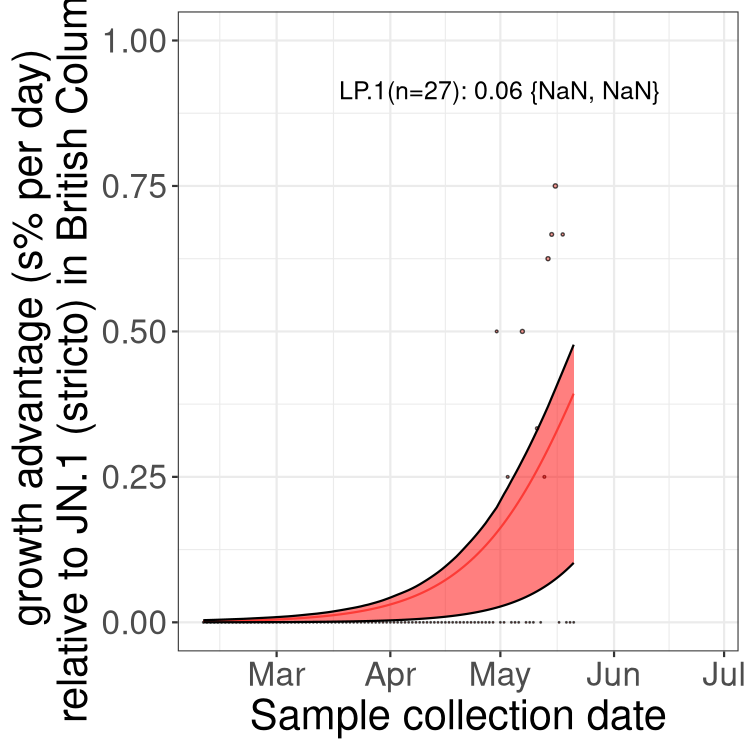 growth advantage (s% per day)
relative to JN.1 (stricto) in British Colum
1.00
0.75
0.50
0.25
0.00
LP.1(n=27): 0.06 {NaN, NaN}
Mar Apr May Jun Jul
Sample collection date